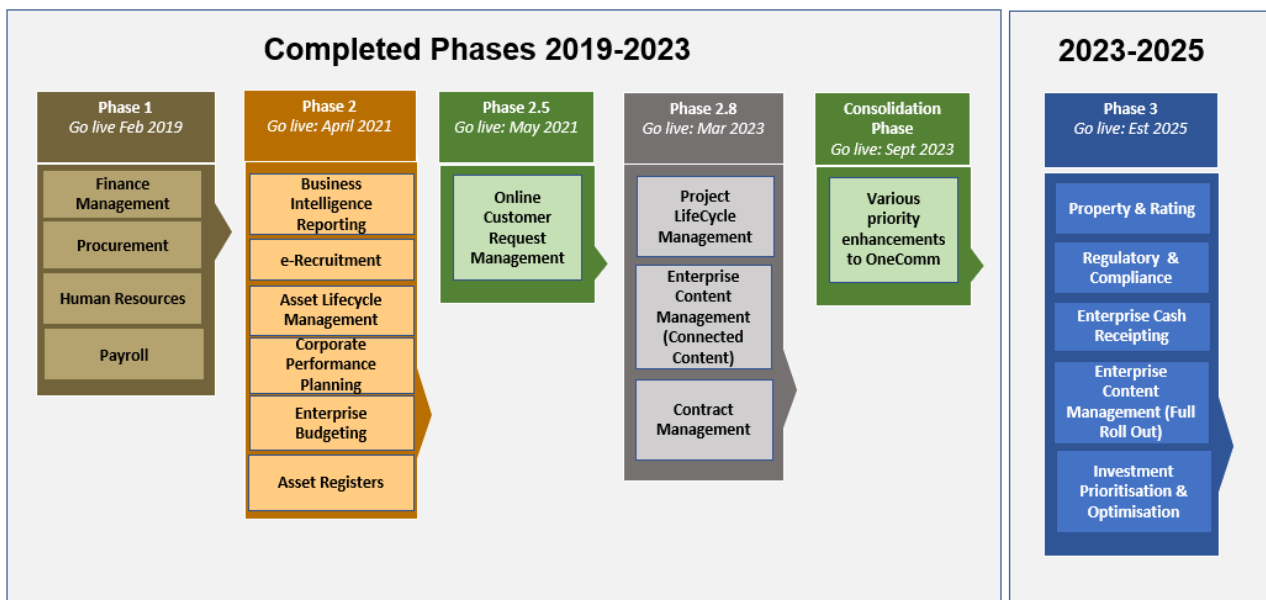 Completed Phases 2019-2023
2023-2025
Phase 1
Go live Feb 2019
Finance
Management
Procurement
Human Resources
Payroll
Phase 2
Go live: April 2021
Business
Intelligence
Reporting
e-Recruitment
Asset Lifecycle
Management
Corporate
Performance
Planning
Enterprise
Budgeting
Asset Registers
Phase 2.5
Go live: May 2021
Online
Customer
Request
Management
Phase 2.8
Go live: Mar 2023
Project
LifeCycle
Management
Enterprise
Content
Management
(Connected
Content)
Contract
Management
Consolidation
Phase
Go live: Sept 2023
Various
priority
enhancements
to OneComm
Phase 3
Go live: Est 2025
Property & Rating
Regulatory &
Compliance
Enterprise Cash
Receipting
Enterprise
Content
Management (Full
Roll Out)
Investment
Prioritisation &
Optimisation